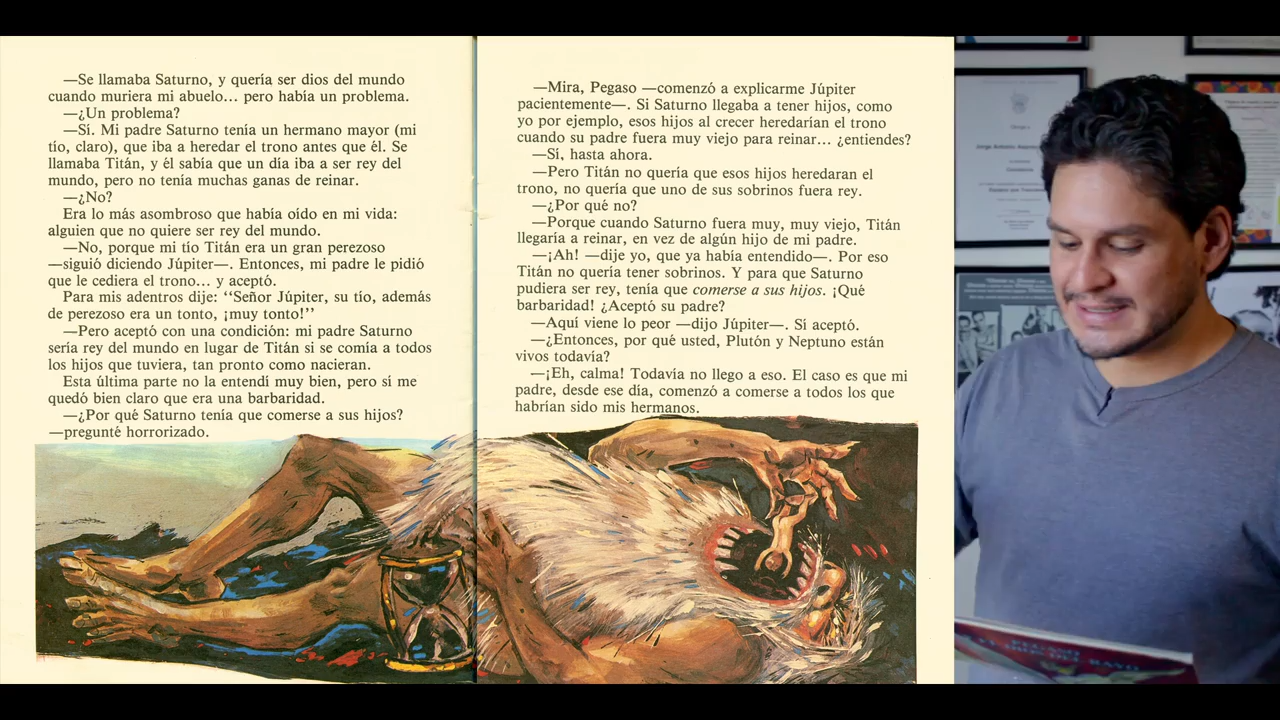 —Se llamaba Saturno, y quería ser dios del mundo
cuando muriera mi abuelo... pero había un problema.
—¿Un problema?
—Sí. Mi padre Saturno tenía un hermano mayor (mi
tío, claro), que iba a heredar el trono antes que él. Se
llamaba Titán, y él sabía que un día iba a ser rey del
mundo, pero no tenía muchas ganas de reinar.
—¿No?
Era lo más asombroso que había oído en mi vida:
alguien que no quiere ser rey del mundo.
—No, porque mi tío Titán era un gran perezoso
—siguió diciendo Júpiter—. Entonces, mi padre le pidió
que le cediera el trono... y aceptó.
Para mis adentros dije: “Señor Júpiter, su tío, además
de perezoso era un tonto, ¡muy tonto!”
—Pero aceptó con una condición: mi padre Saturno
sería rey del mundo en lugar de Titán si se comía a todos
los hijos que tuviera, tan pronto como nacieran.
Esta última parte no la entendí muy bien, pero sí me
quedó bien claro que era una barbaridad.
—¿Por qué Saturno tenía que comerse a sus hijos?
—pregunté horrorizado.
—Mira, Pegaso —comenzó a explicarme Júpiter
pacientemente—. Si Saturno llegaba a tener hijos, como
yo por ejemplo, esos hijos al crecer heredarían el trono
cuando su padre fuera muy viejo para reinar... ¿entiendes?
—Sí, hasta ahora.
—Pero Titán no quería que esos hijos heredaran el
trono, no quería que uno de sus sobrinos fuera rey.
—¿Por qué no?
—Porque cuando Saturno fuera muy, muy viejo, Titán
llegaría a reinar, en vez de algún hijo de mi padre.
—¡Ah! —dije yo, que ya había entendido—. Por eso
Titán no quería tener sobrinos. Y para que Saturno
pudiera ser rey, tenía que comerse a sus hijos. ¡Qué
barbaridad! ¿Aceptó su padre?
—Aquí viene lo peor —dijo Júpiter—. Sí aceptó.
—¿Entonces, por qué usted, Plutón y Neptuno están
vivos todavía?
—¡Eh, calma! Todavía no llego a eso. El caso es que mi
padre, desde ese día, comenzó a comerse a todos los que
habrían sido mis hermanos.